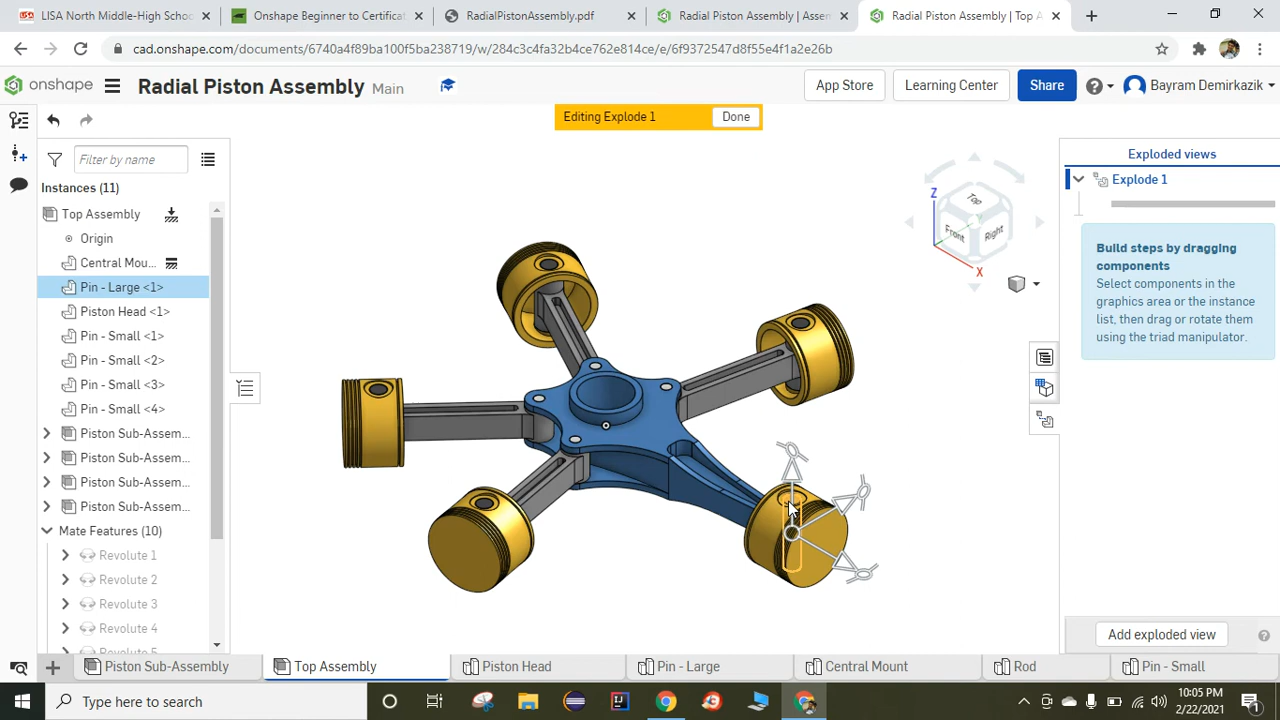 LISA North Middle-High School
Onshape Beginner to Certificat
RadialPistonAssembly.pdf
Radial Piston Assembly | Assem
Radial Piston Assembly | Top A
cad.onshape.com/documents/6740a4f89ba100f5ba238719/w/284c3c4fa32b4ce762e814ce/e/6f9372547d8f55e4f1a2e26b
onshape
Radial Piston Assembly Main
App Store
Learning Center
Share
Bayram Demirkazik
Editing Explode 1
Done
Filter by name
Instances (11)
Top Assembly
Origin
Central Mou...
Pin - Large <1>
Piston Head <1>
Pin - Small <1>
Pin - Small <2>
Pin - Small <3>
Pin - Small <4>
Piston Sub-Assem...
Piston Sub-Assem...
Piston Sub-Assem...
Piston Sub-Assem...
Mate Features (10)
Revolute 1
Revolute 2
Revolute 3
Revolute 4
Z
Top
Front
Right
X
Exploded views
Explode 1
Build steps by dragging
components
Select components in the
graphics area or the instance
list, then drag or rotate them
using the triad manipulator.
Add exploded view
Piston Sub-Assembly
Top Assembly
Piston Head
Pin - Large
Central Mount
Rod
Pin - Small
Type here to search
10:05 PM
2/22/2021